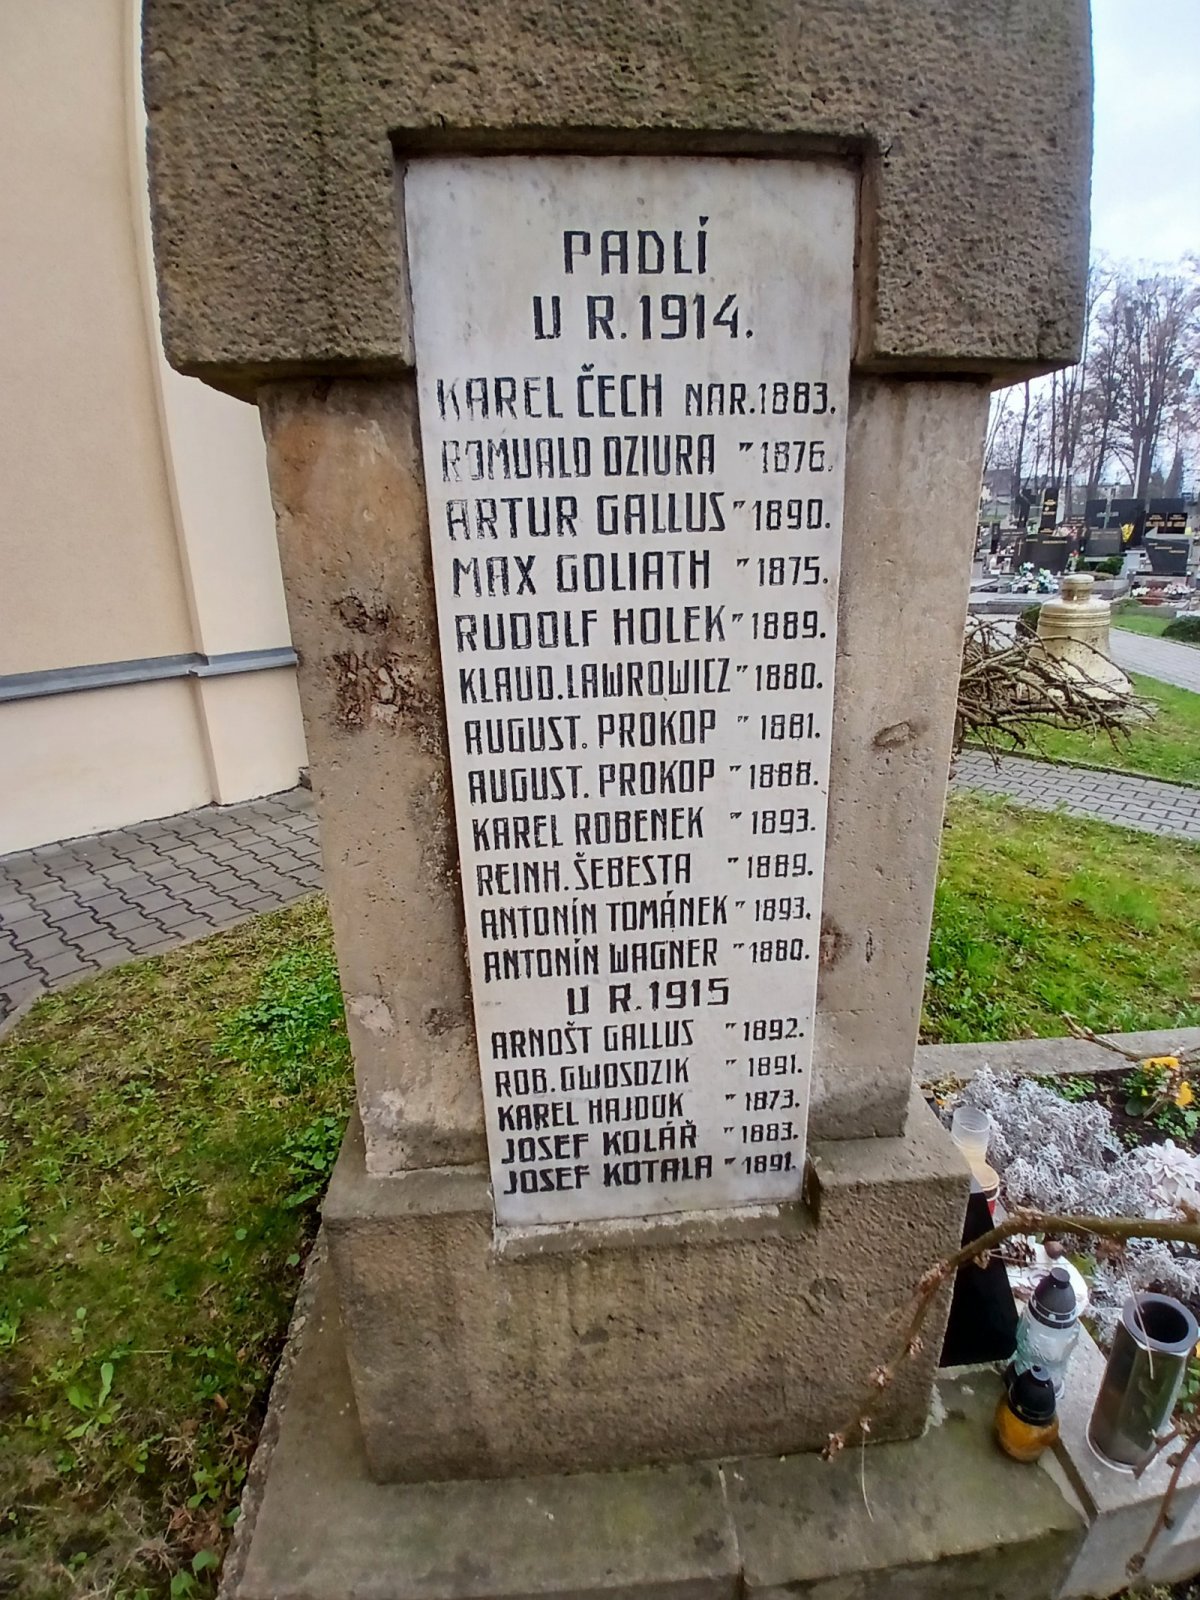 PADLÍ
U R. 1914.
KAREL ČECH NAR. 1883.
ROMUALD DZIURA " 1876.
ARTUR GALLUS " 1890.
MAX GOLIATH " 1875.
RUDOLF HOLEK " 1889.
KLAUD. LAWROWICZ " 1880.
AUGUST. PROKOP " 1881.
AUGUST. PROKOP " 1888.
KAREL ROBENEK " 1893.
REINH. ŠEBESTA " 1889.
ANTONÍN TOMÁNEK " 1893.
ANTONÍN WAGNER " 1880.
U R. 1915
ARNOŠT GALLUS " 1892.
ROB. GWOSDZIK " 1891.
KAREL HAJDUK " 1873.
JOSEF KOLÁŘ " 1883.
JOSEF KOTALA " 1891.